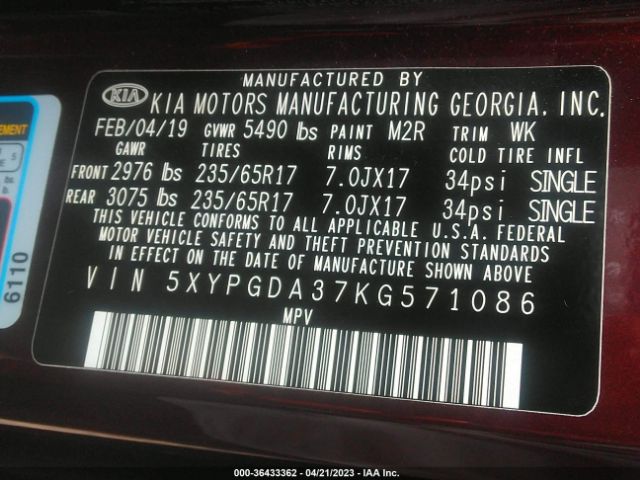 MANUFACTURED BY
KIA KIA MOTORS MANUFACTURING GEORGIA, INC.
FEB/04/19 GVWR 5490 lbs PAINT M2R TRIM WK
GAWR TIRES RIMS COLD TIRE INFL
FRONT 2976 lbs 235/65R17 7.0JX17 34psi SINGLE
REAR 3075 lbs 235/65R17 7.0JX17 34psi SINGLE
THIS VEHICLE CONFORMS TO ALL APPLICABLE U.S.A. FEDERAL
MOTOR VEHICLE SAFETY AND THEFT PREVENTION STANDARDS
IN EFFECT ON THE DATE OF MANUFACTURE SHOWN ABOVE
VIN 5XYPGDA37KG571086
MPV
6110
000-36433362 - 04/21/2023 - IAA Inc.